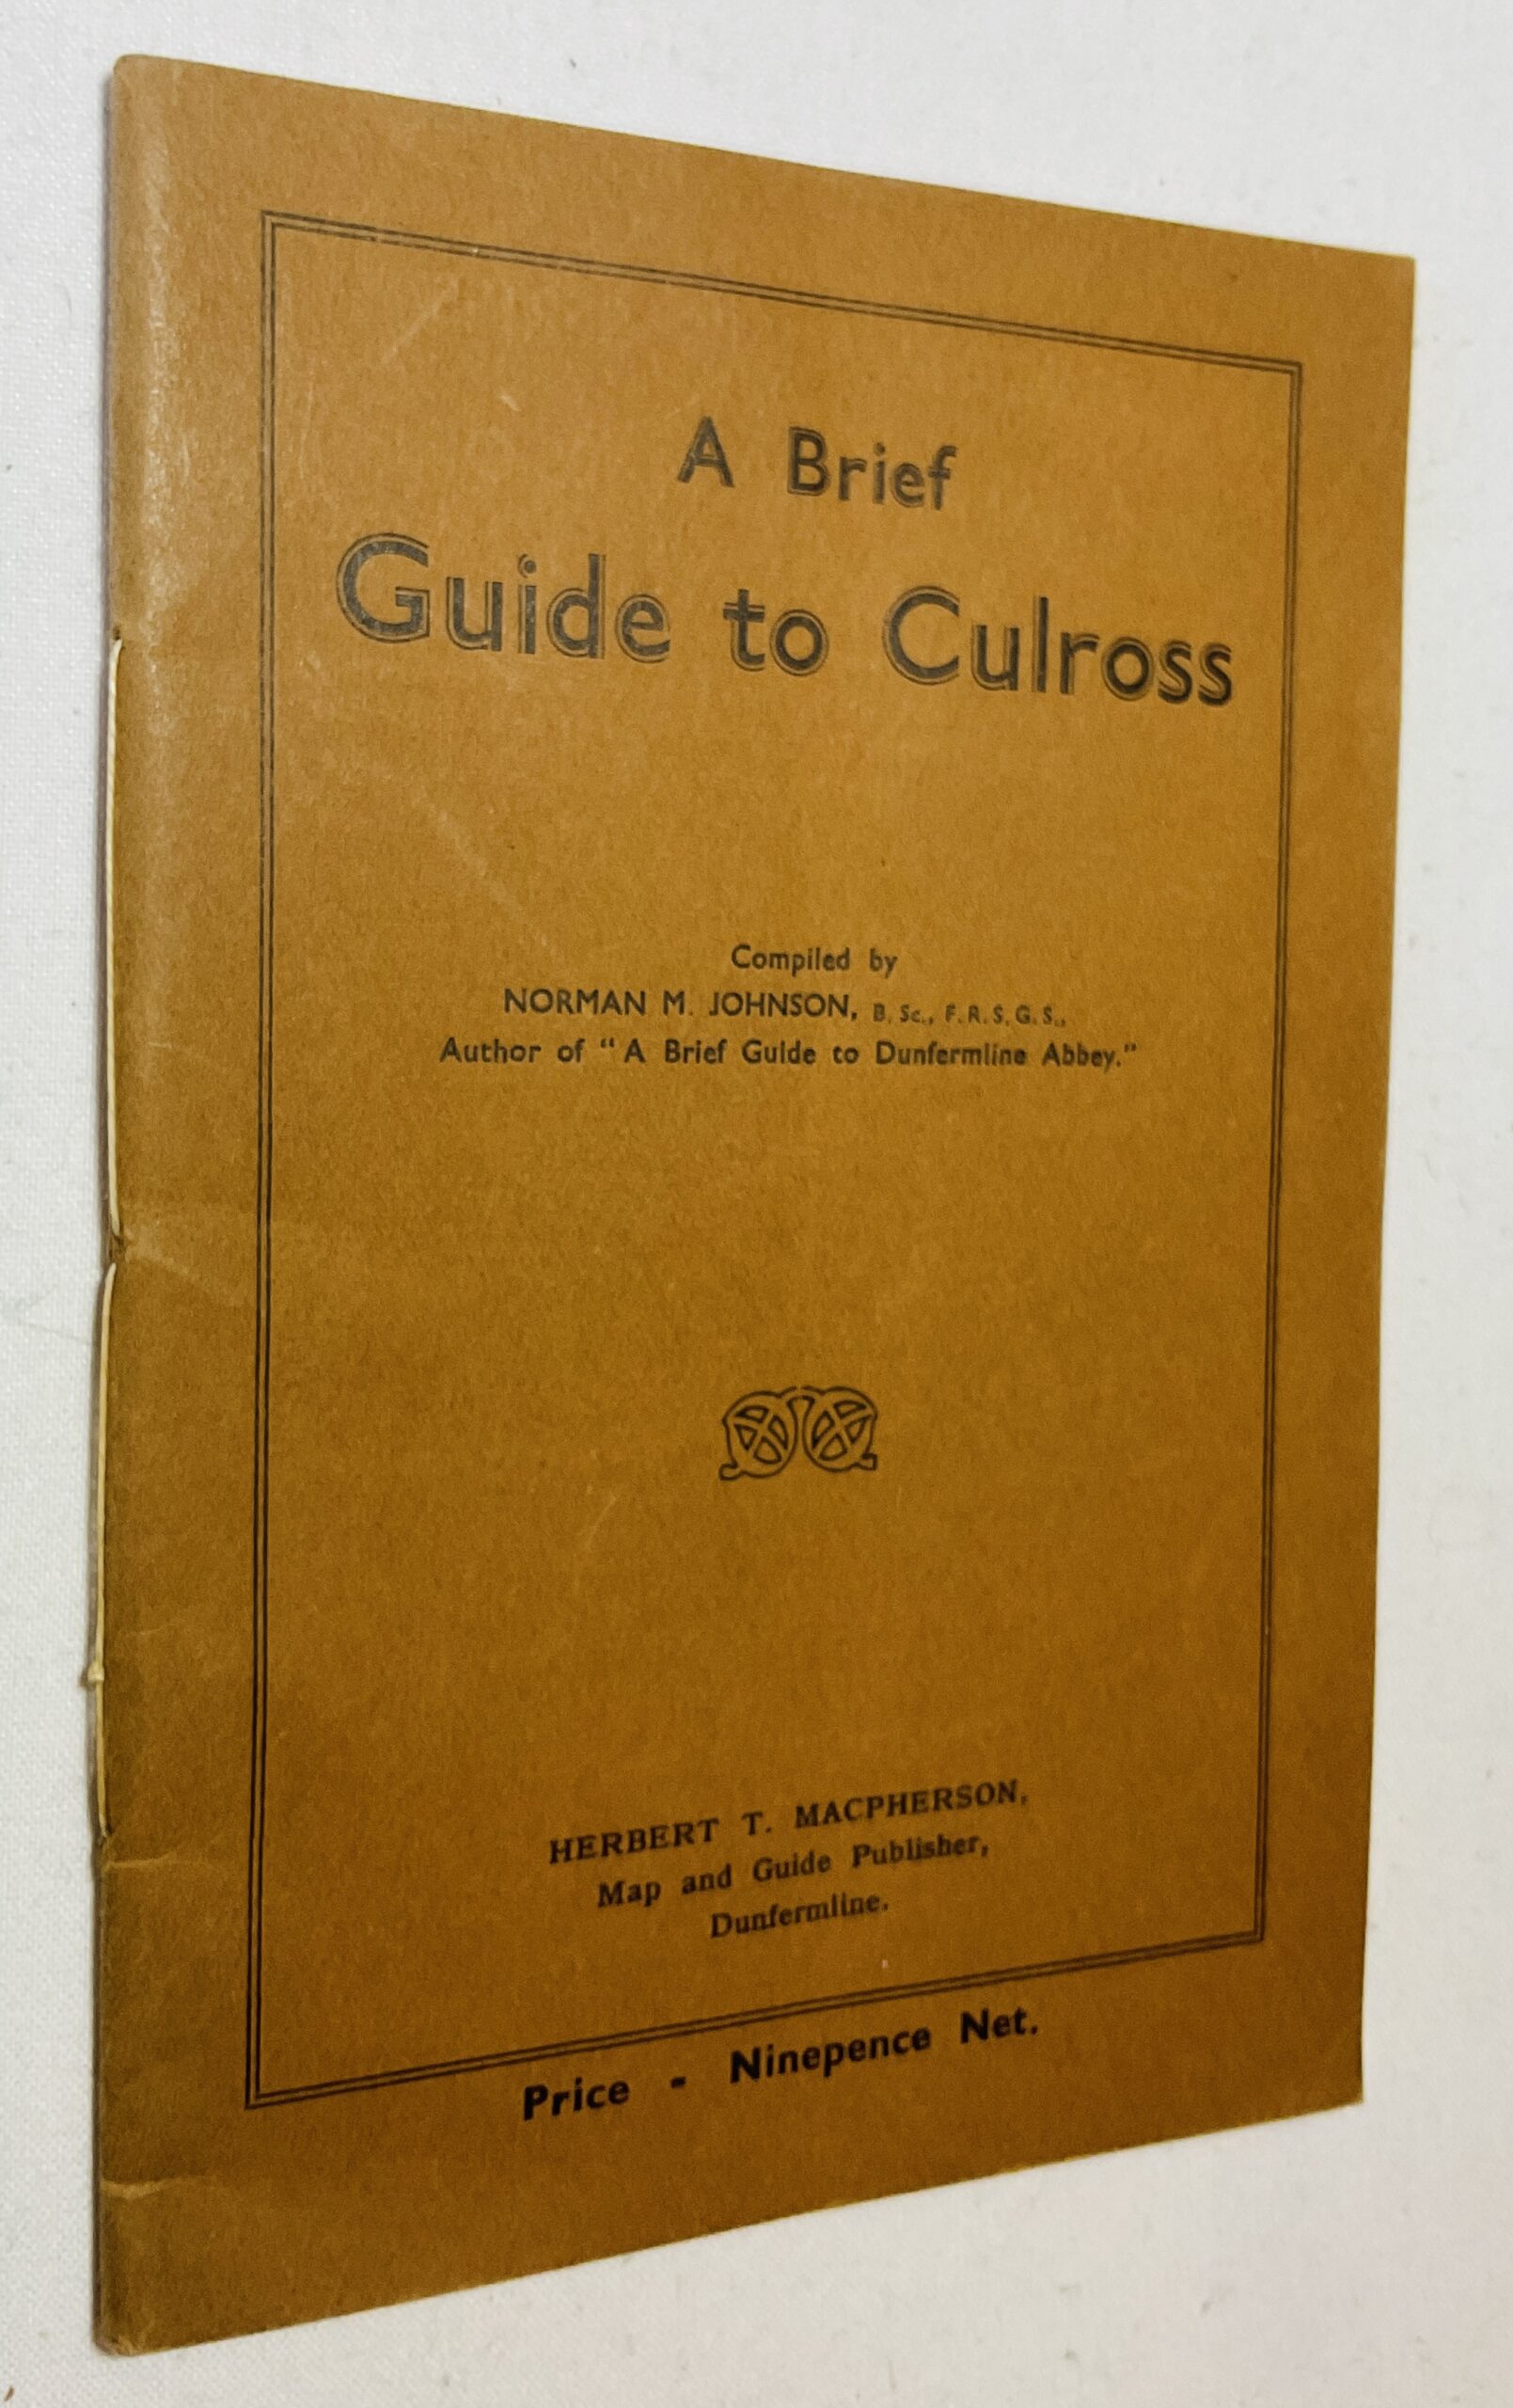 A Brief
Guide to Culross
Compiled by
NORMAN M. JOHNSON, B. Sc., F. R. S. G. S.,
Author of “A Brief Guide to Dunfermline Abbey.”
HERBERT T. MACPHERSON,
Map and Guide Publisher,
Dunfermline.
Price - Ninepence Net.